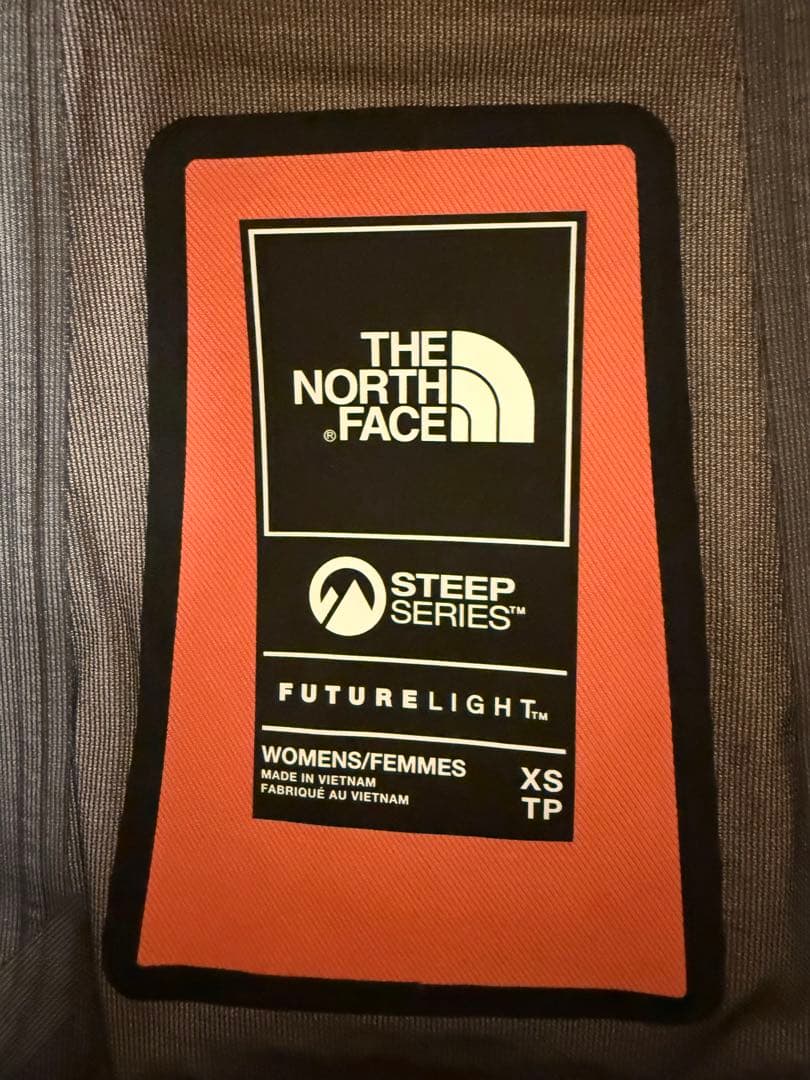 THE
NORTH
®FACE
STEEP
SERIES™
FUTURELIGHT™
WOMENS/FEMMES XS
MADE IN VIETNAM
FABRIQUÉ AU VIETNAM TP